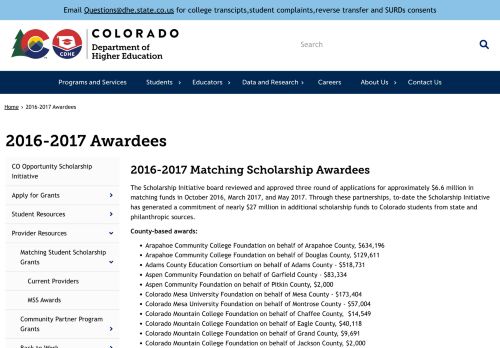 Email Questions@dhe.state.co.us for college transcipts,student complaints,reverse transfer and SURDs consents
COLORADO
Department of
Higher Education
CDHE
Search
Programs and Services Students Educators Data and Research Careers About Us Contact Us
Home > 2016-2017 Awardees
2016-2017 Awardees
CO Opportunity Scholarship
Initiative
Apply for Grants
Student Resources
Provider Resources
Matching Student Scholarship
Grants
Current Providers
MSS Awards
Community Partner Program
Grants
Back to Work
2016-2017 Matching Scholarship Awardees
The Scholarship Initiative board reviewed and approved three round of applications for approximately $6.6 million in
matching funds in October 2016, March 2017, and May 2017. Through these partnerships, to-date the Scholarship Initiative
has generated a commitment of nearly $27 million in additional scholarship funds to Colorado students from state and
philanthropic sources.
County-based awards:
• Arapahoe Community College Foundation on behalf of Arapahoe County, $634,196
• Arapahoe Community College Foundation on behalf of Douglas County, $129,611
• Adams County Education Consortium on behalf of Adams County - $518,731
• Aspen Community Foundation on behalf of Garfield County - $83,334
• Aspen Community Foundation on behalf of Pitkin County, $2,000
• Colorado Mesa University Foundation on behalf of Mesa County - $173,404
• Colorado Mesa University Foundation on behalf of Montrose County - $57,004
• Colorado Mountain College Foundation on behalf of Chaffee County, $14,549
• Colorado Mountain College Foundation on behalf of Eagle County, $40,118
• Colorado Mountain College Foundation on behalf of Grand County, $9,691
• Colorado Mountain College Foundation on behalf of Jackson County, $2,000